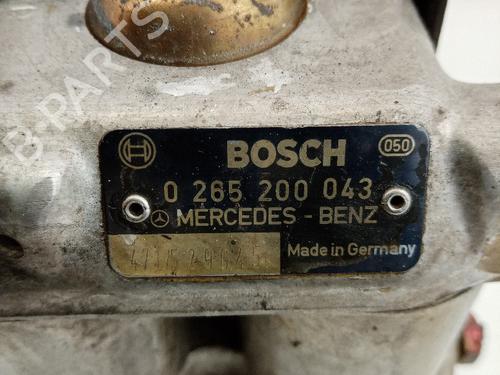 B-PARTS
BOSCH
050
0 265 200 043
MERCEDES-BENZ
Made in Germany